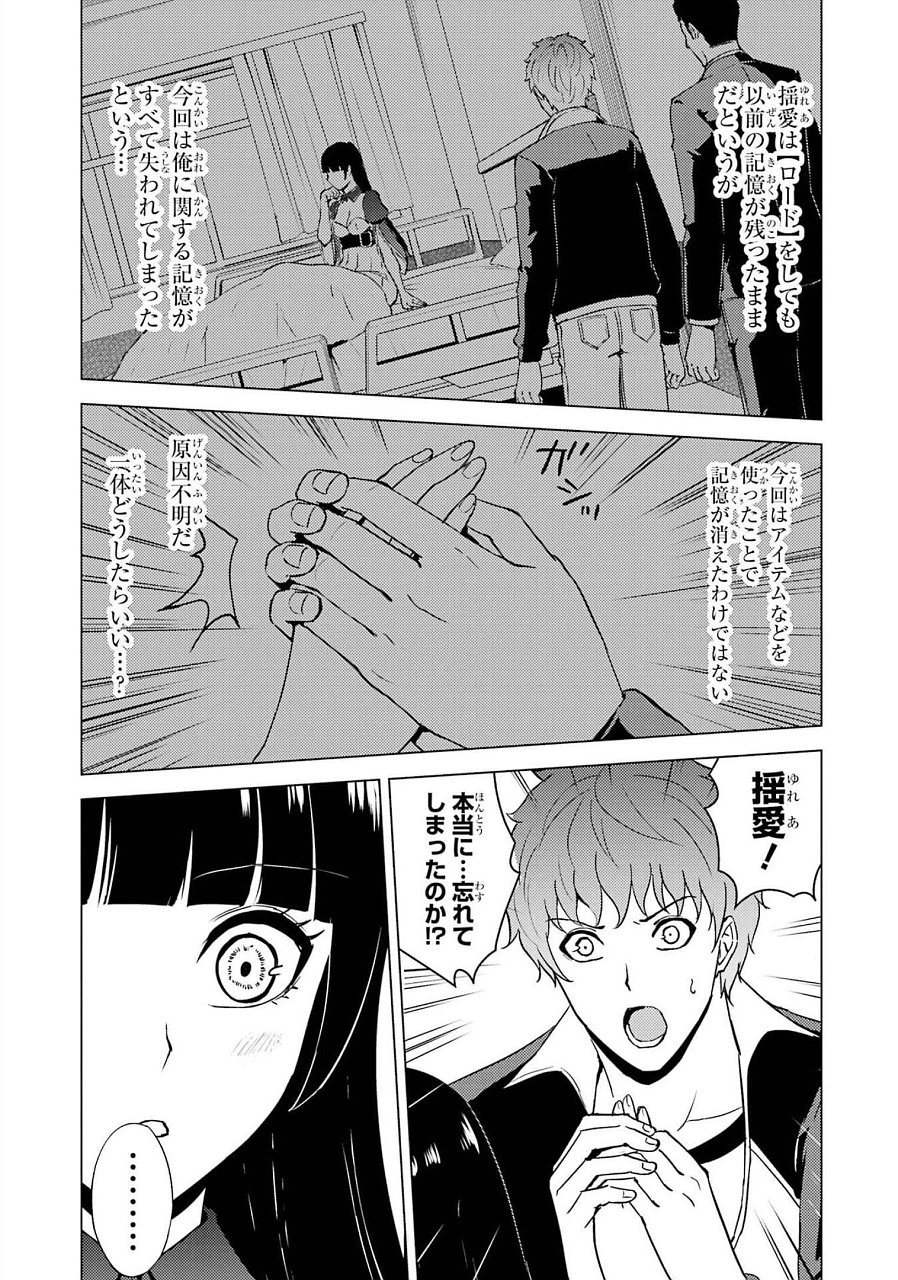 揺愛は【ロード】をしても
以前の記憶が残ったまま
だというが
今回は俺に関する記憶が
すべて失われてしまった
という…
今回はアイテムなどを
使ったことで
記憶が消えたわけではない
ガッ
原因不明だ
一体どうしたらいい…？
揺愛！
本当に…忘れて
しまったのか!?
………